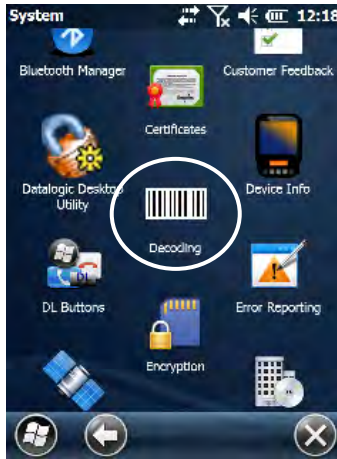 System 12:18
Bluetooth Manager
Customer Feedback
Certificates
Datalogic Desktop
Utility
Device Info
Decoding
DL Buttons
DL
Error Reporting
Encryption